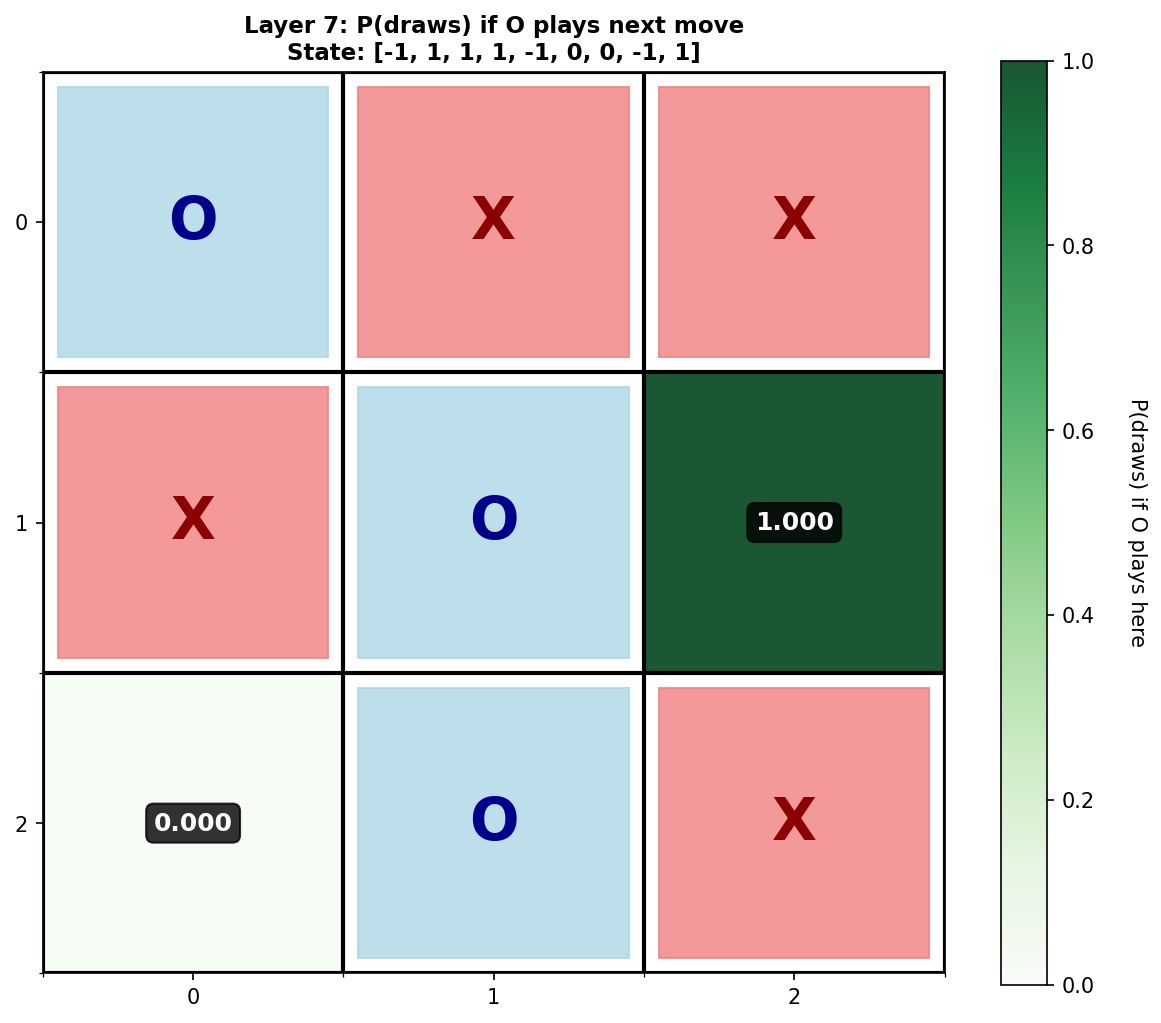 Layer 7: P(draws) if O plays next move
State: [-1, 1, 1, 1, -1, 0, 0, -1, 1]
0
O
X
X
1
X
O
1.000
2
0.000
O
X
0
1
2
1.0
0.8
0.6
0.4
0.2
0.0
P(draws) if O plays here